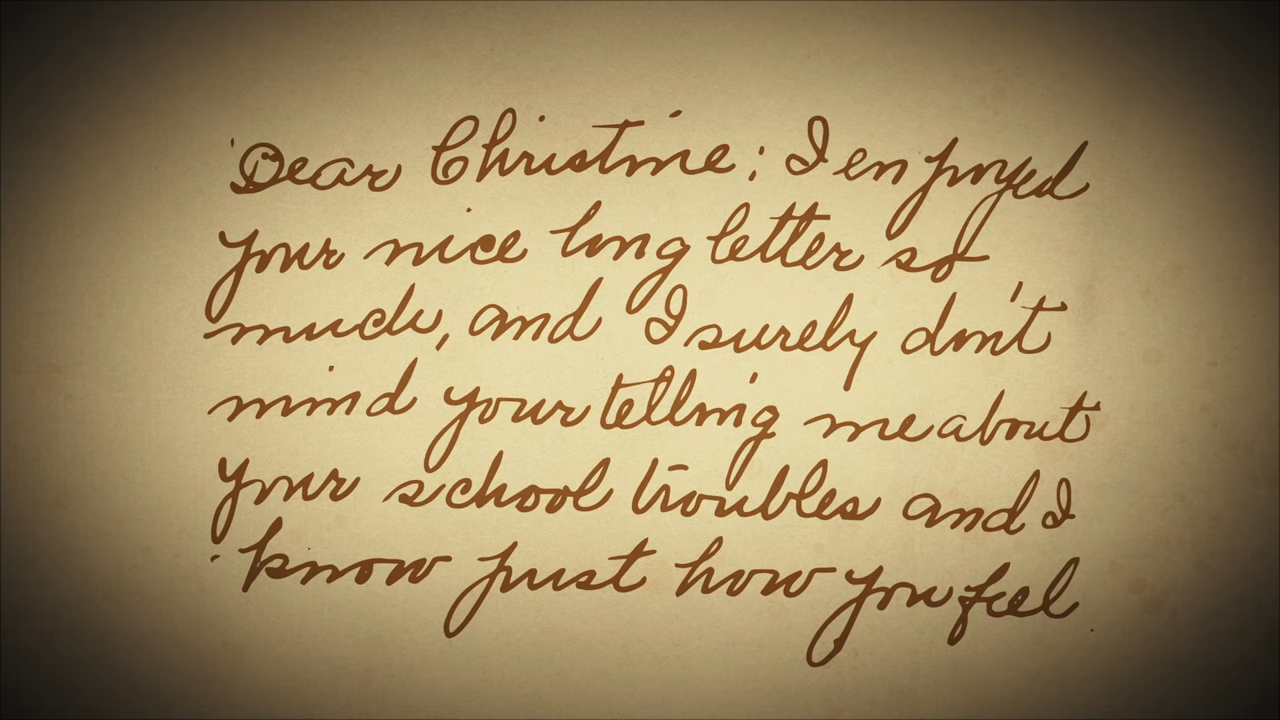 Dear Christine; I enjoyed
your nice long letter so
much, and I surely don't
mind your telling me about
your school troubles and I
know just how you feel